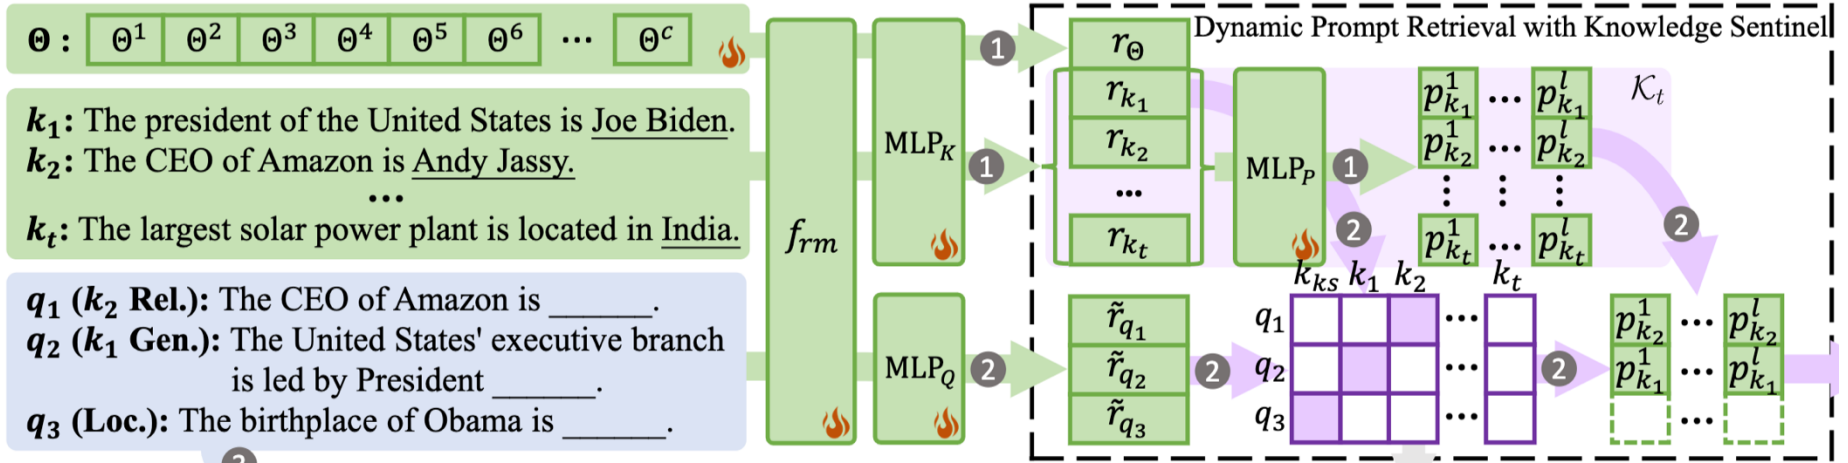 Θ : Θ¹ Θ² Θ³ Θ⁴ Θ⁵ Θ⁶ ... Θᶜ
k₁: The president of the United States is Joe Biden.
k₂: The CEO of Amazon is Andy Jassy.
...
kₜ: The largest solar power plant is located in India.
q₁ (k₂ Rel.): The CEO of Amazon is ______.
q₂ (k₁ Gen.): The United States' executive branch
is led by President ______.
q₃ (Loc.): The birthplace of Obama is ______.
2
f_rm
MLP_K
MLP_Q
1
1
2
Dynamic Prompt Retrieval with Knowledge Sentinel
r_Θ
r_k₁
r_k₂
...
r_kₜ
MLP_P
1
2
p¹_k₁ ... pˡ_k₁
p¹_k₂ ... pˡ_k₂
⋮ ⋮ ⋮
p¹_kₜ ... pˡ_kₜ
𝒦ₜ
2
r̃_q₁
r̃_q₂
r̃_q₃
2
k_ks k₁ k₂ kₜ
q₁ ...
q₂ ...
q₃ ...
2
p¹_k₂ ... pˡ_k₂
p¹_k₁ ... pˡ_k₁
...